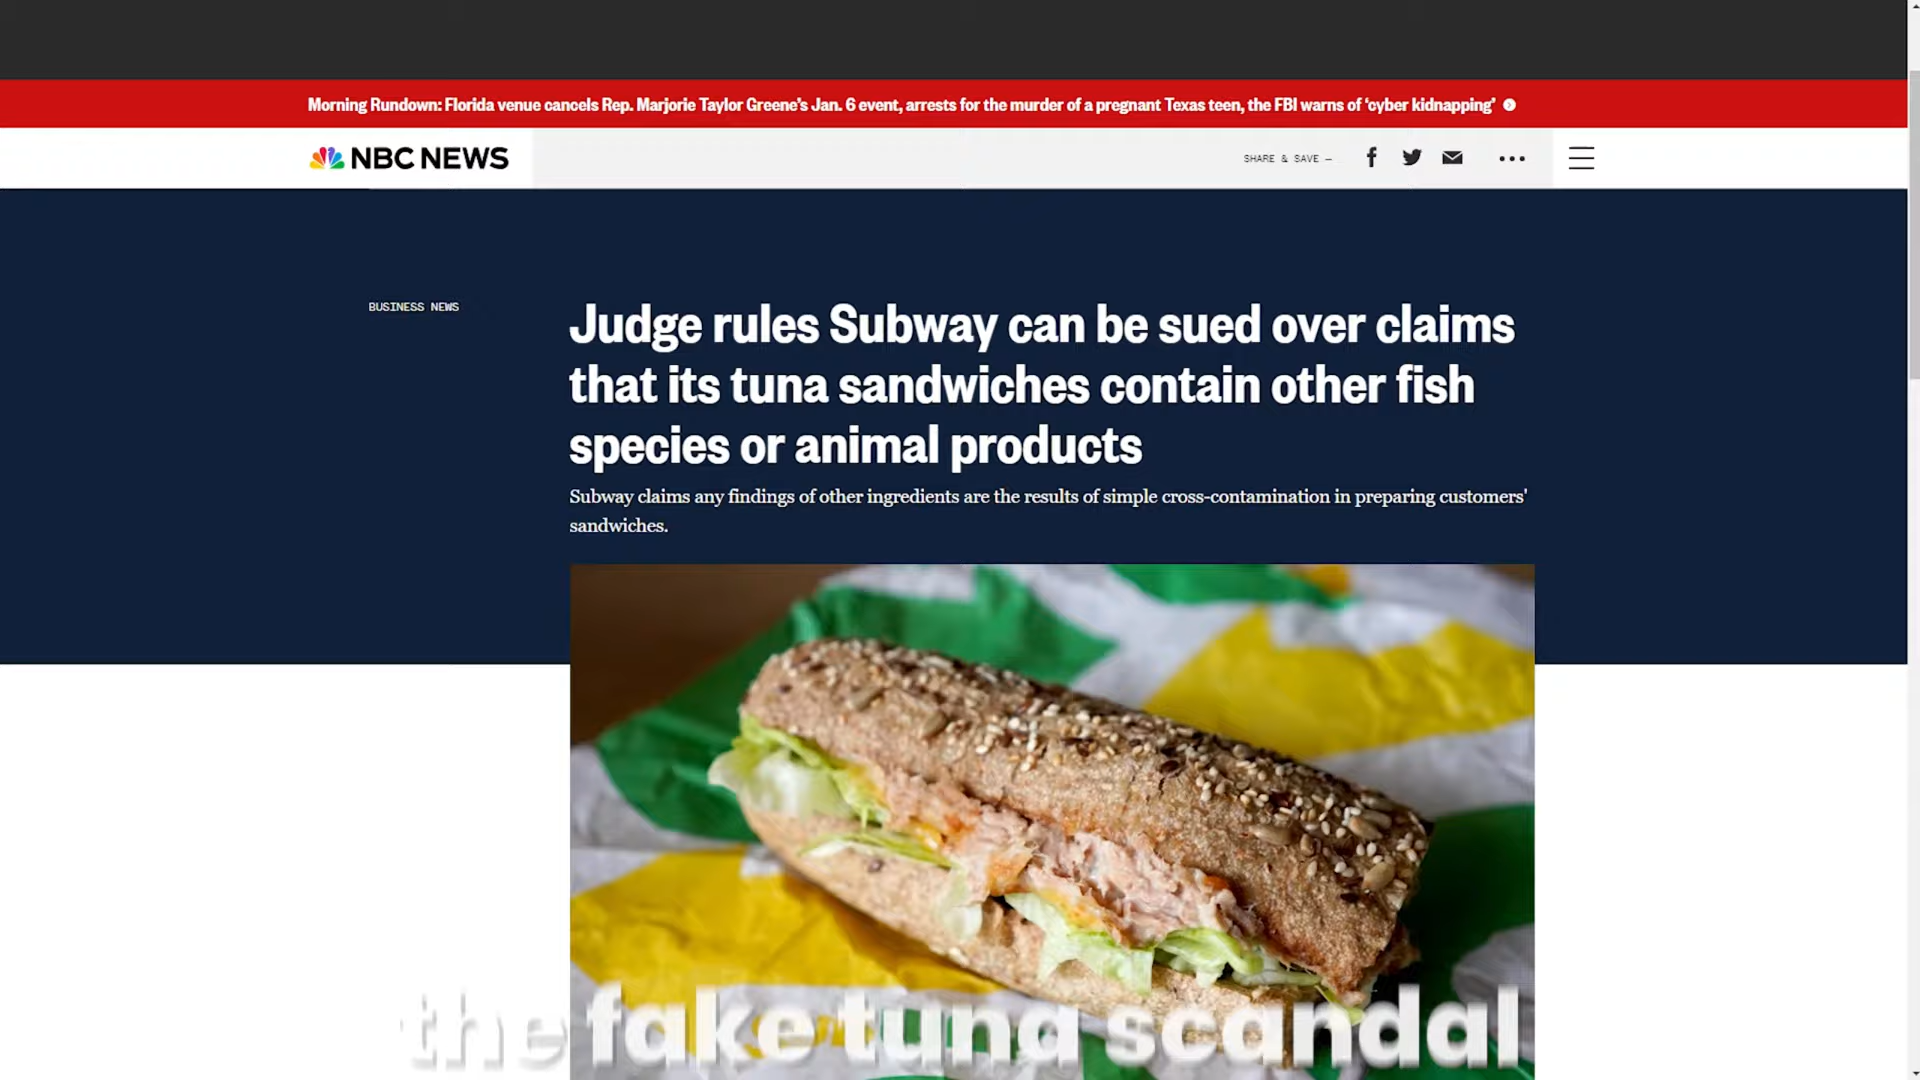 Morning Rundown: Florida venue cancels Rep. Marjorie Taylor Greene's Jan. 6 event, arrests for the murder of a pregnant Texas teen, the FBI warns of 'cyber kidnapping'
NBC NEWS
SHARE & SAVE —
BUSINESS NEWS
Judge rules Subway can be sued over claims
that its tuna sandwiches contain other fish
species or animal products
Subway claims any findings of other ingredients are the results of simple cross-contamination in preparing customers'
sandwiches.
the fake tuna scandal